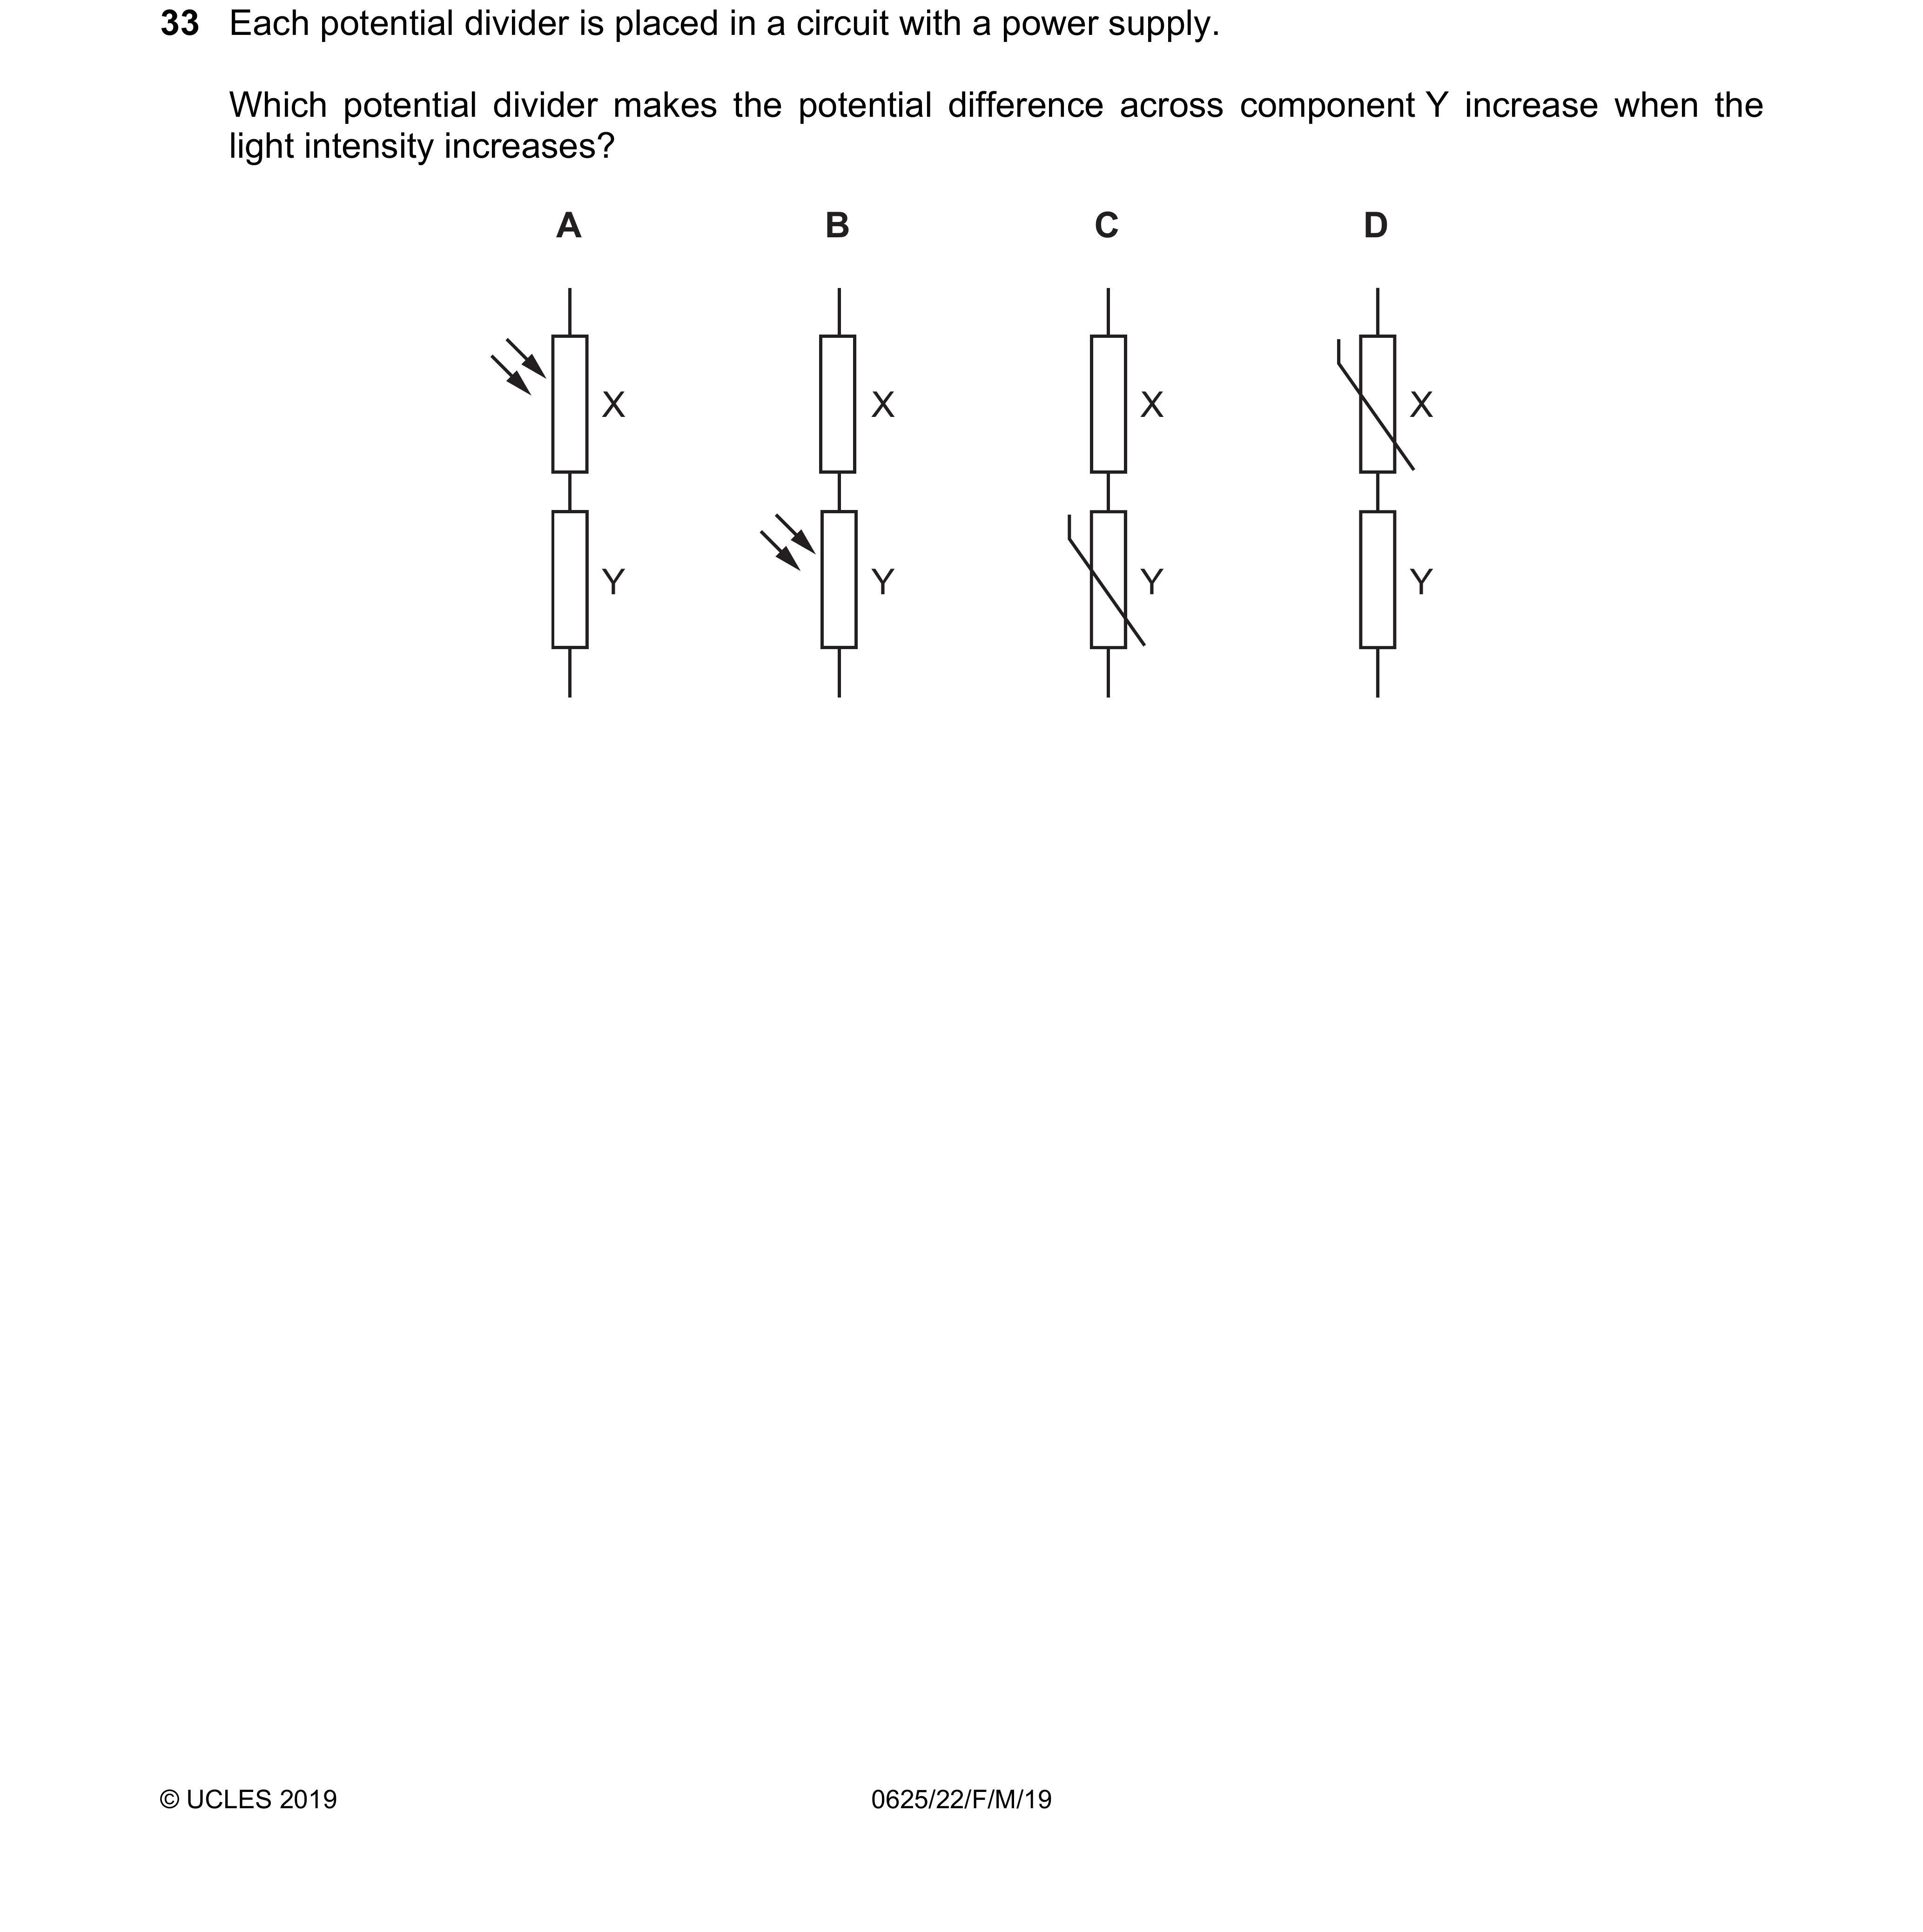 33 Each potential divider is placed in a circuit with a power supply.
Which potential divider makes the potential difference across component Y increase when the
light intensity increases?
A B C D
X X X X
Y Y Y Y
© UCLES 2019 0625/22/F/M/19